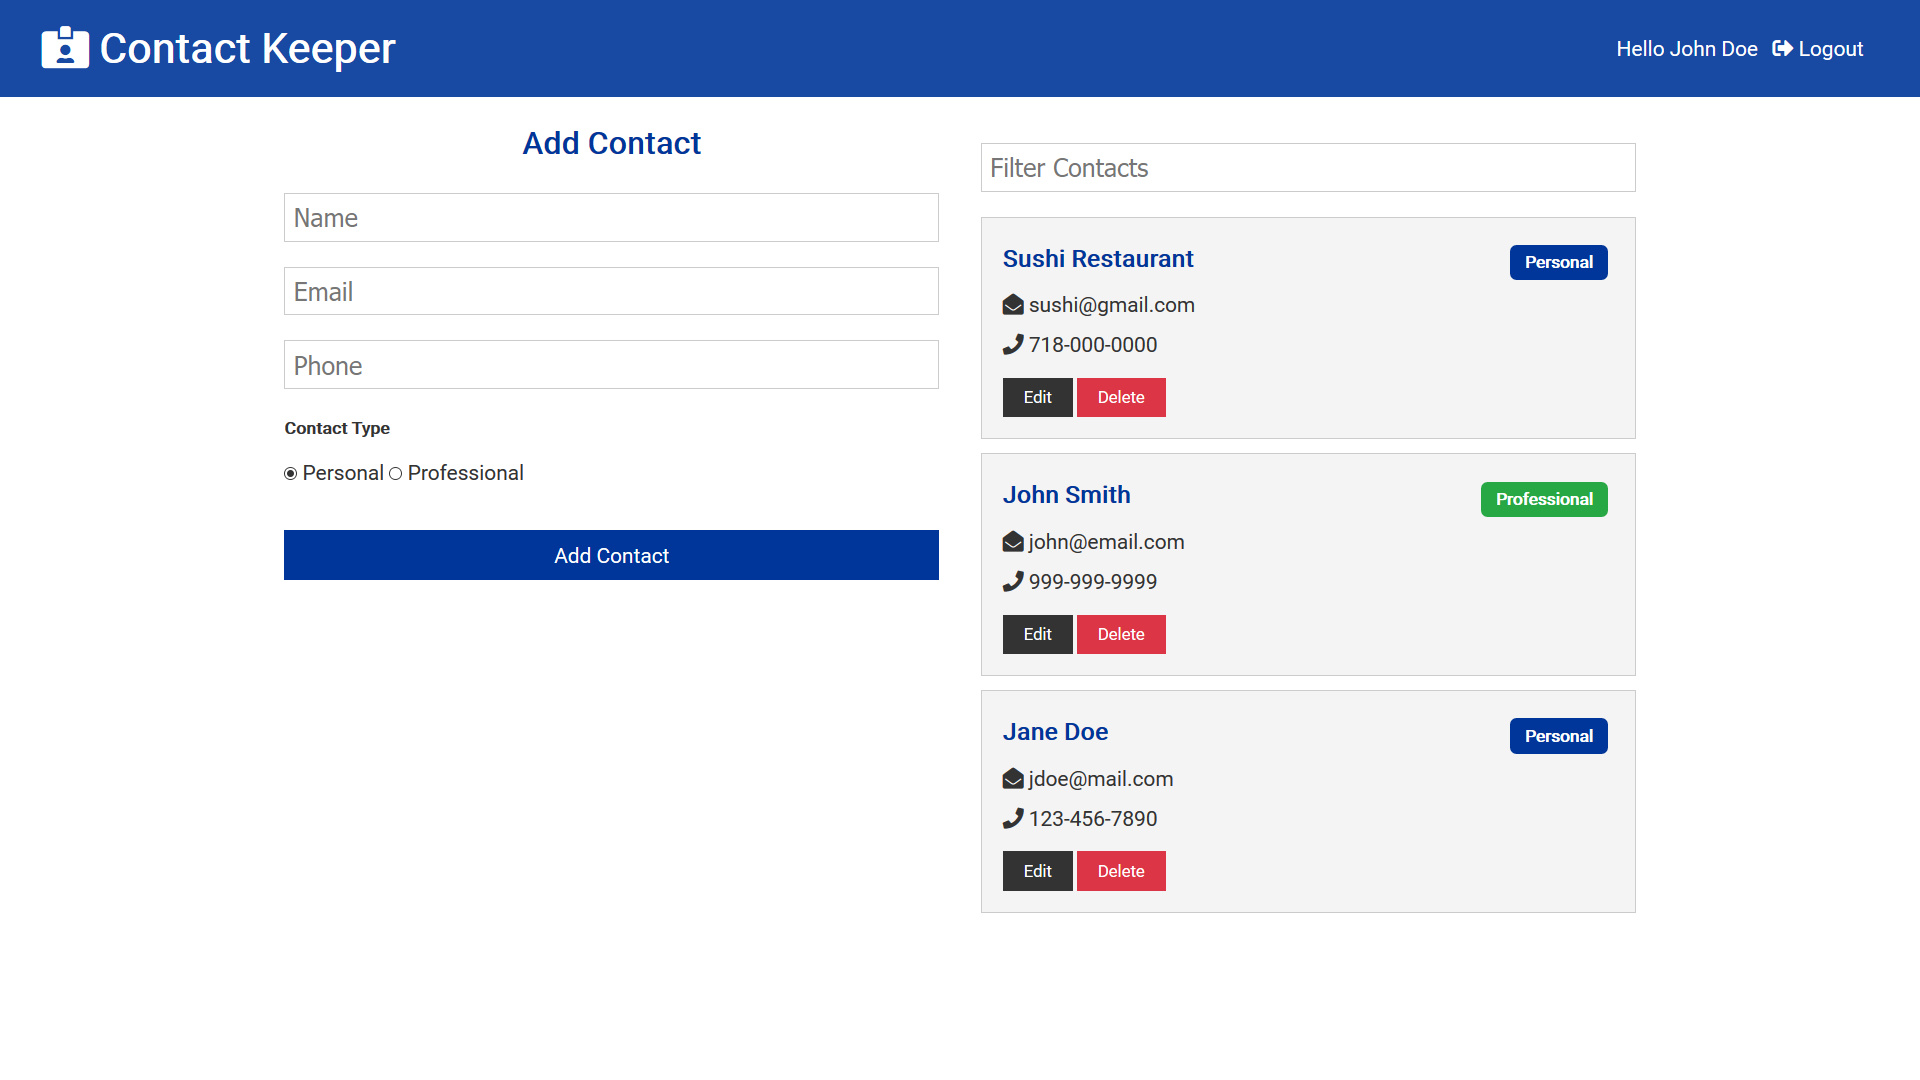 Contact Keeper
Hello John Doe Logout
Add Contact
Name
Email
Phone
Contact Type
Personal Professional
Add Contact
Filter Contacts
Sushi Restaurant
Personal
sushi@gmail.com
718-000-0000
Edit Delete
John Smith
Professional
john@email.com
999-999-9999
Edit Delete
Jane Doe
Personal
jdoe@mail.com
123-456-7890
Edit Delete